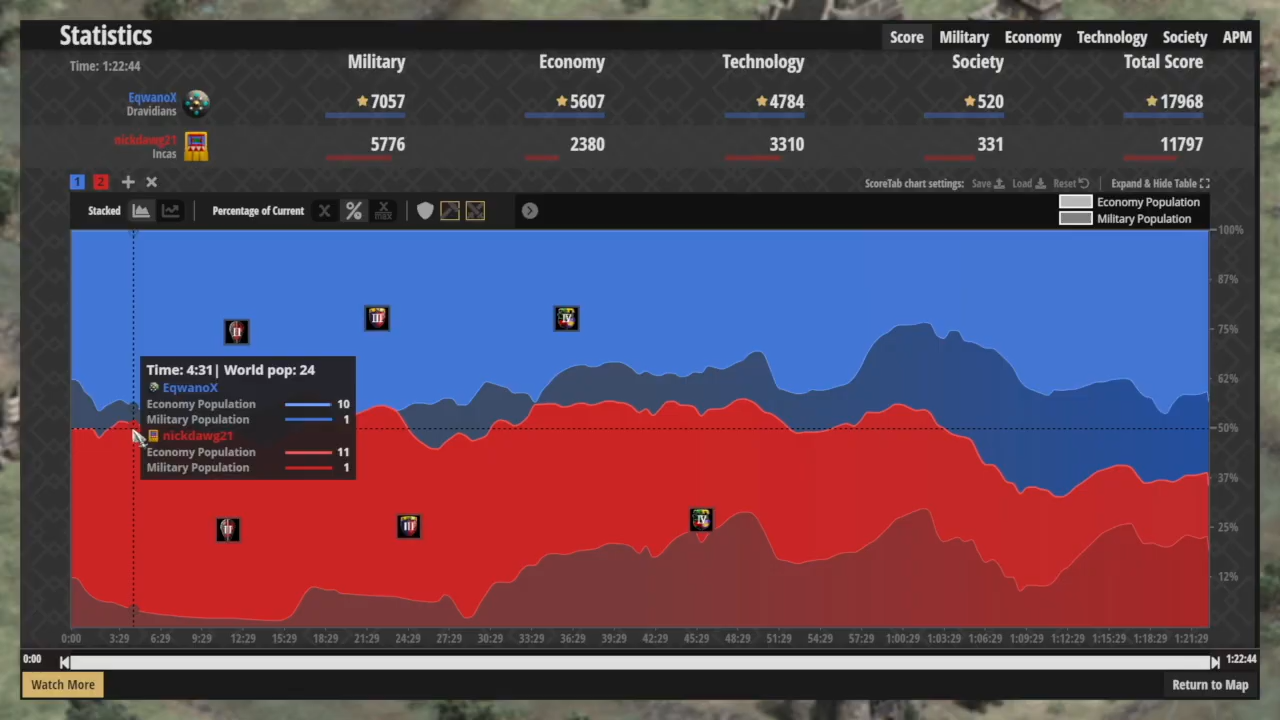 Statistics
Score Military Economy Technology Society APM
Time: 1:22:44
Military Economy Technology Society Total Score
EqwanoX
Dravidians
7057 5607 4784 520 17968
nickdawg21
Incas
5776 2380 3310 331 11797
1 2
ScoreTab chart settings: Save Load Reset Expand & Hide Table
Stacked Percentage of Current X % X max
Economy Population
Military Population
100%
87%
75%
62%
50%
37%
25%
12%
II III IV
Time: 4:31| World pop: 24
EqwanoX
Economy Population 10
Military Population 1
nickdawg21
Economy Population 11
Military Population 1
II III IV
0:00 3:29 6:29 9:29 12:29 15:29 18:29 21:29 24:29 27:29 30:29 33:29 36:29 39:29 42:29 45:29 48:29 51:29 54:29 57:29 1:00:29 1:03:29 1:06:29 1:09:29 1:12:29 1:15:29 1:18:29 1:21:29
0:00 1:22:44
Watch More
Return to Map